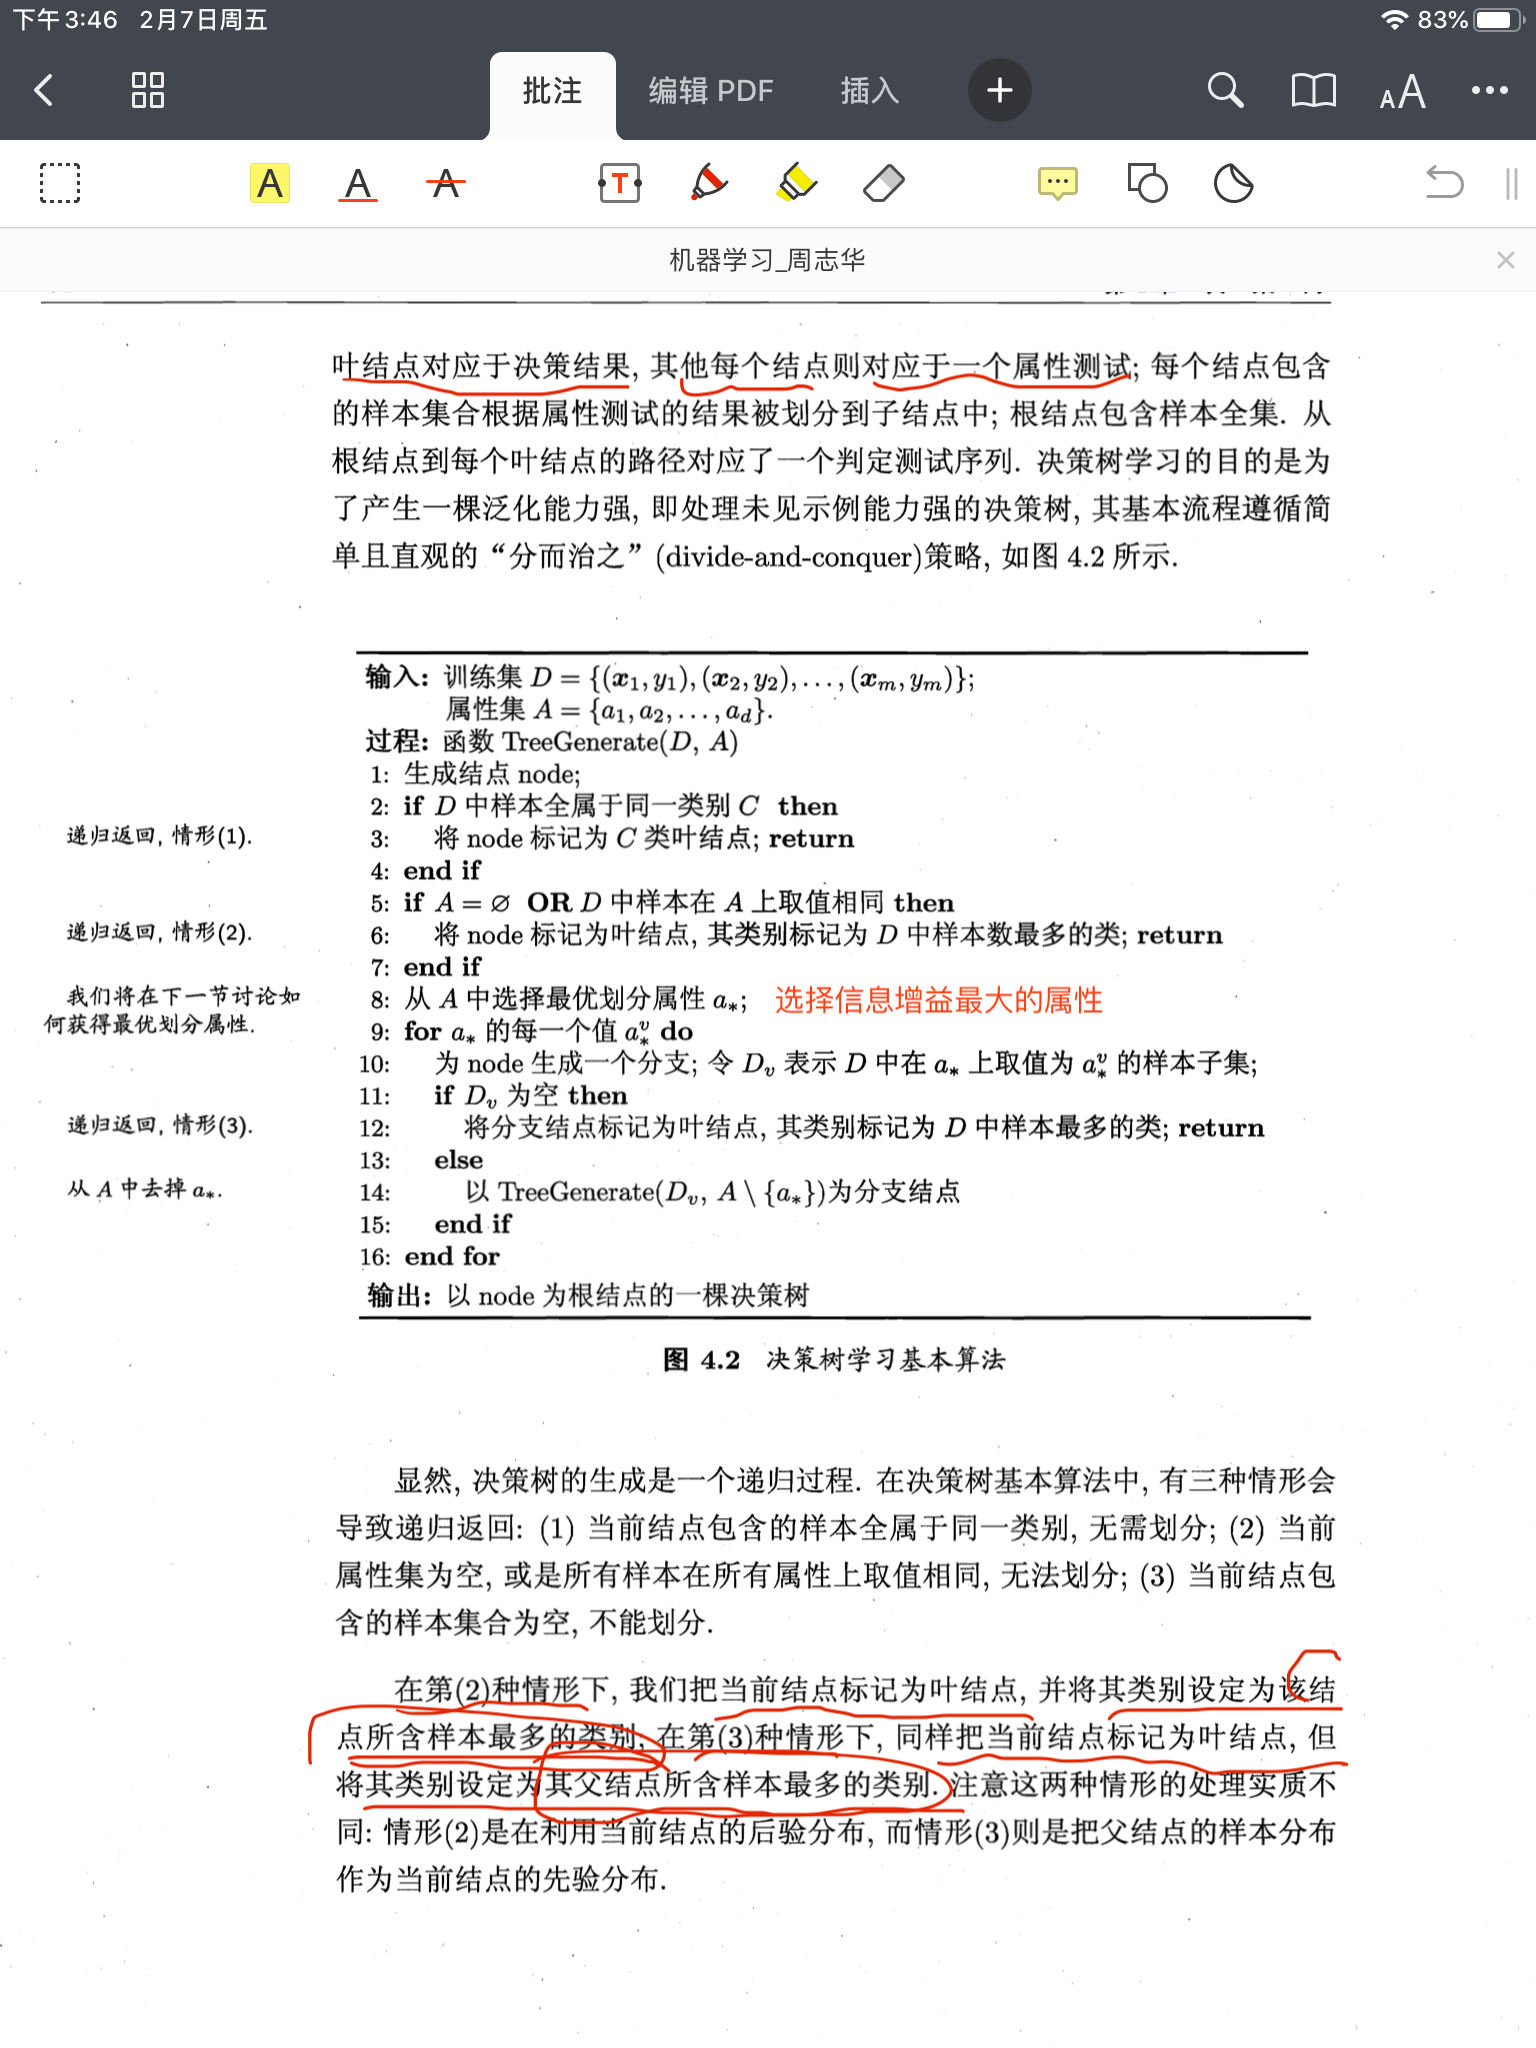 下午3:46 2月7日周五 83%
批注 编辑 PDF 插入
机器学习_周志华
叶结点对应于决策结果, 其他每个结点则对应于一个属性测试; 每个结点包含
的样本集合根据属性测试的结果被划分到子结点中; 根结点包含样本全集. 从
根结点到每个叶结点的路径对应了一个判定测试序列. 决策树学习的目的是为
了产生一棵泛化能力强, 即处理未见示例能力强的决策树, 其基本流程遵循简
单且直观的“分而治之”(divide-and-conquer)策略, 如图 4.2 所示.
输入: 训练集 D = {(x₁, y₁), (x₂, y₂), . . . , (xₘ, yₘ)};
属性集 A = {a₁, a₂, . . . , a_d}.
过程: 函数 TreeGenerate(D, A)
1: 生成结点 node;
2: if D 中样本全属于同一类别 C then
递归返回, 情形(1). 3: 将 node 标记为 C 类叶结点; return
4: end if
5: if A = ∅ OR D 中样本在 A 上取值相同 then
递归返回, 情形(2). 6: 将 node 标记为叶结点, 其类别标记为 D 中样本数最多的类; return
7: end if
我们将在下一节讨论如
何获得最优划分属性.
8: 从 A 中选择最优划分属性 a_*; 选择信息增益最大的属性
9: for a_* 的每一个值 a_*^v do
10: 为 node 生成一个分支; 令 D_v 表示 D 中在 a_* 上取值为 a_*^v 的样本子集;
11: if D_v 为空 then
递归返回, 情形(3). 12: 将分支结点标记为叶结点, 其类别标记为 D 中样本最多的类; return
13: else
从 A 中去掉 a_*. 14: 以 TreeGenerate(D_v, A \ {a_*})为分支结点
15: end if
16: end for
输出: 以 node 为根结点的一棵决策树
图 4.2 决策树学习基本算法
显然, 决策树的生成是一个递归过程. 在决策树基本算法中, 有三种情形会
导致递归返回: (1) 当前结点包含的样本全属于同一类别, 无需划分; (2) 当前
属性集为空, 或是所有样本在所有属性上取值相同, 无法划分; (3) 当前结点包
含的样本集合为空, 不能划分.
在第(2)种情形下, 我们把当前结点标记为叶结点, 并将其类别设定为该结
点所含样本最多的类别; 在第(3)种情形下, 同样把当前结点标记为叶结点, 但
将其类别设定为其父结点所含样本最多的类别. 注意这两种情形的处理实质不
同: 情形(2)是在利用当前结点的后验分布, 而情形(3)则是把父结点的样本分布
作为当前结点的先验分布.